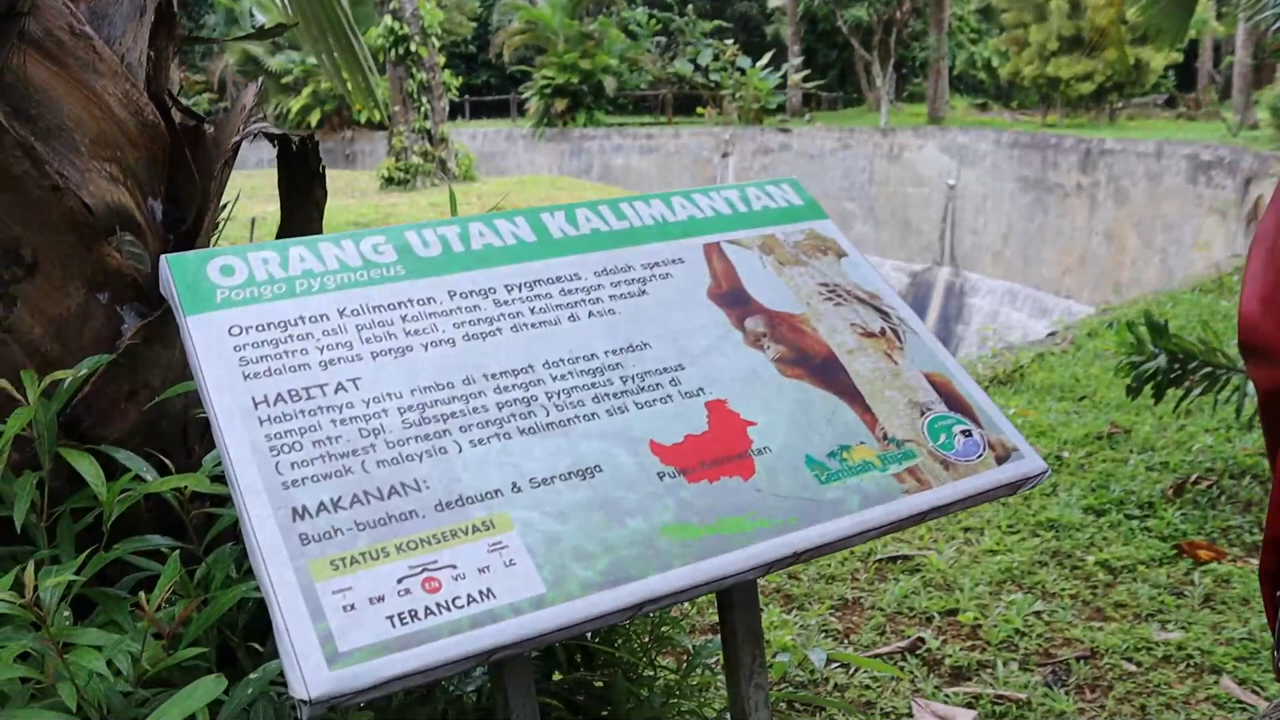 ORANG UTAN KALIMANTAN
Pongo pygmaeus
Orangutan Kalimantan, Pongo pygmaeus, adalah spesies
orangutan asli pulau Kalimantan. Bersama dengan orangutan
Sumatra yang lebih kecil, orangutan Kalimantan masuk
kedalam genus pongo yang dapat ditemui di Asia.
HABITAT
Habitatnya yaitu rimba di tempat dataran rendah
sampai tempat pegunungan dengan ketinggian
500 mtr. Dpl. Subspesies pongo pygmaeus pygmaeus
( northwest bornean orangutan ) bisa ditemukan di
serawak ( malaysia ) serta kalimantan sisi barat laut.
MAKANAN:
Buah-buahan, dedauan & Serangga
Pulau Kalimantan
Lembah Hijau
STATUS KONSERVASI
EX EW CR EN VU NT LC
TERANCAM